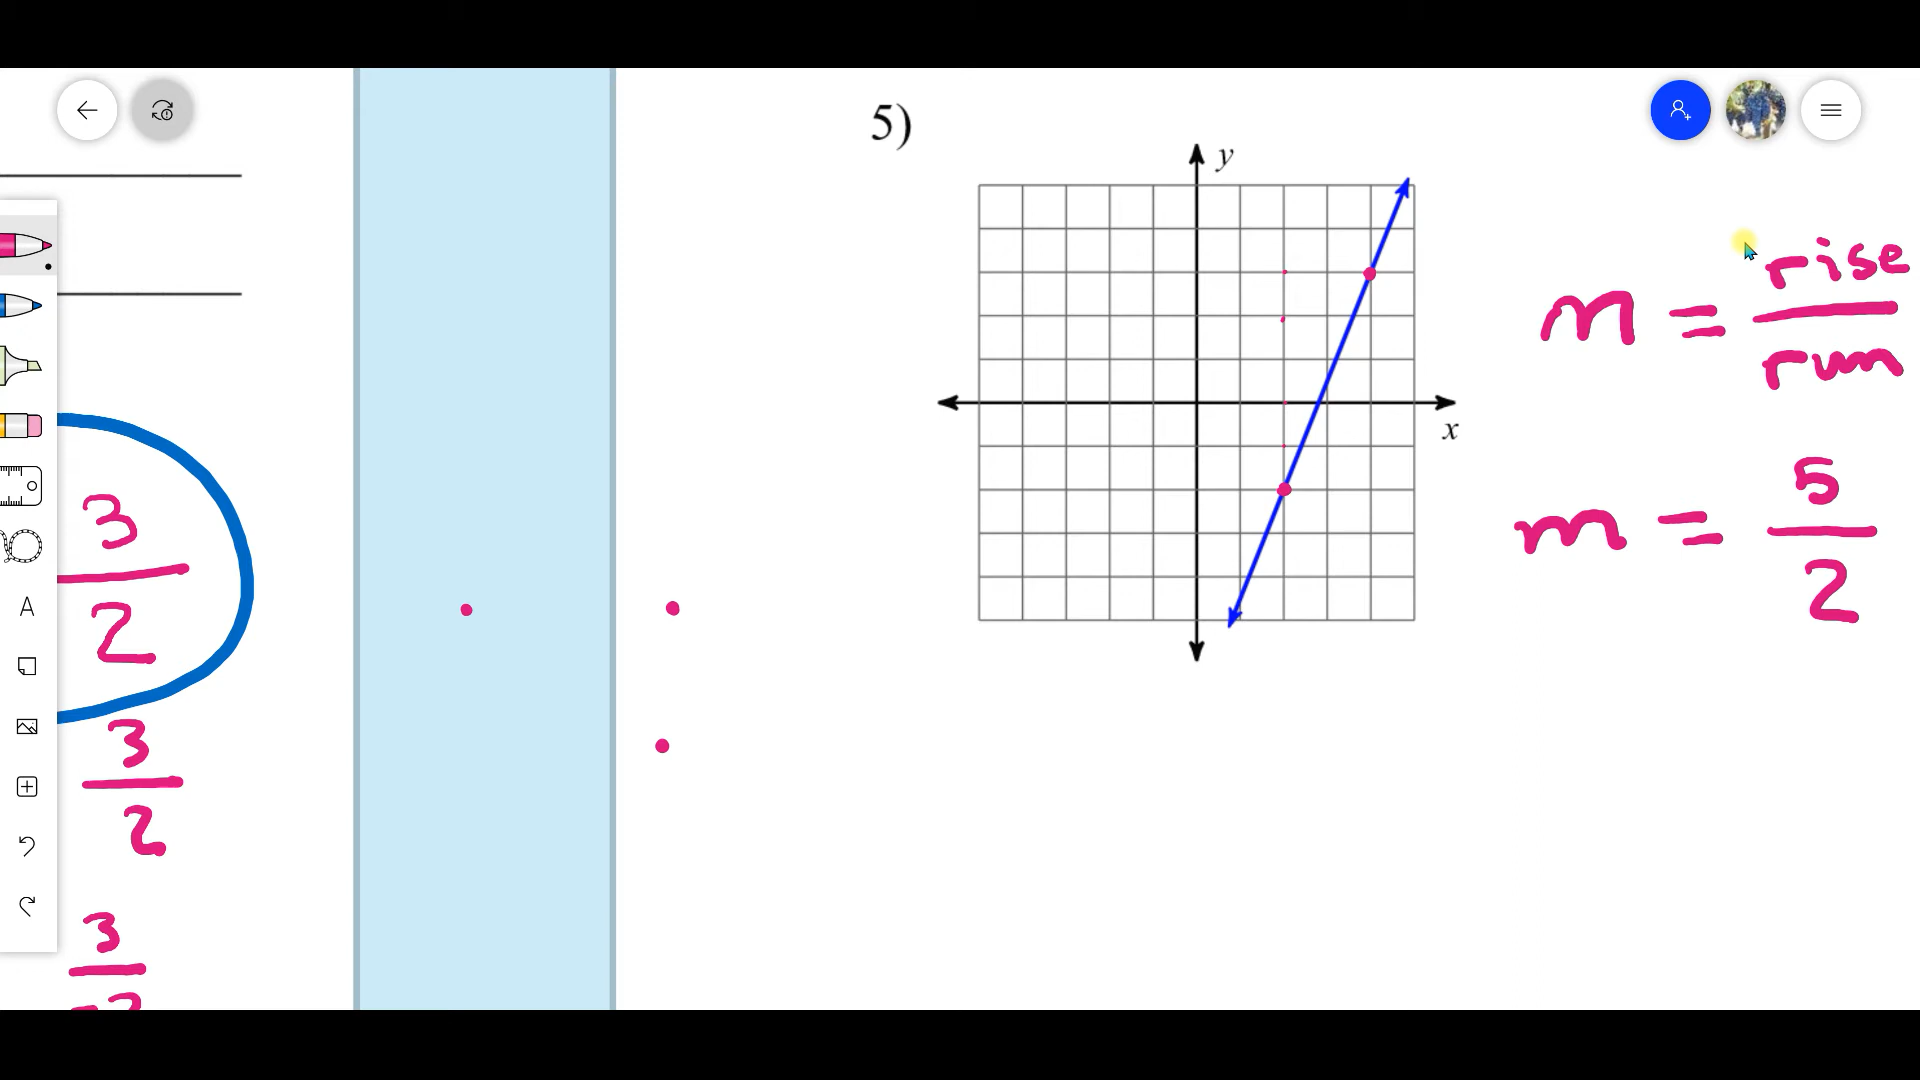 5)
y
x
m = rise/run
m = 5/2
3/2
3/2
3
A